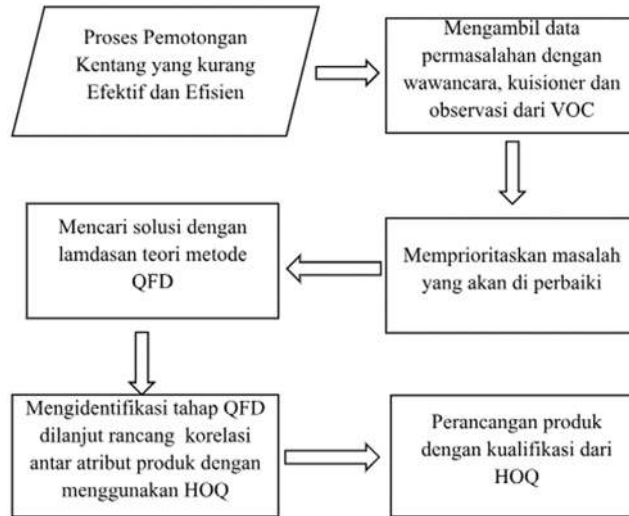 Proses Pemotongan
Kentang yang kurang
Efektif dan Efisien
Mengambil data
permasalahan dengan
wawancara, kuisioner dan
observasi dari VOC
Memprioritaskan masalah
yang akan di perbaiki
Mencari solusi dengan
lamdasan teori metode
QFD
Mengidentifikasi tahap QFD
dilanjut rancang korelasi
antar atribut produk dengan
menggunakan HOQ
Perancangan produk
dengan kualifikasi dari
HOQ